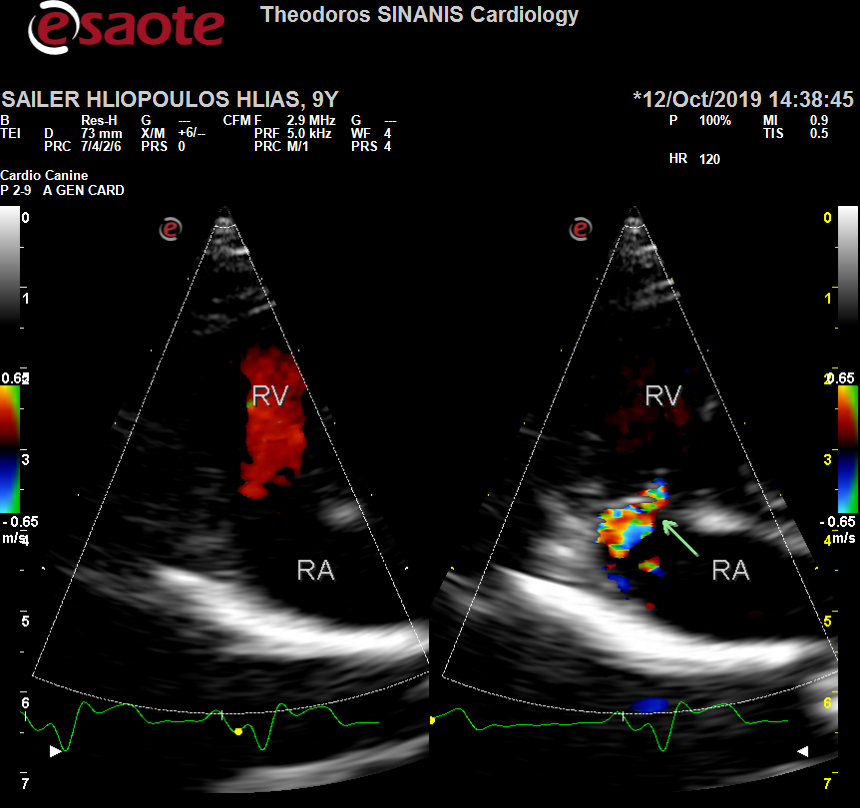 esaote
Theodoros SINANIS Cardiology
SAILER HLIOPOULOS HLIAS, 9Y *12/Oct/2019 14:38:45
B Res-H G --- CFM F 2.9 MHz G --- P 100% MI 0.9
TEI D 73 mm X/M +6/-- PRF 5.0 kHz WF 4 TIS 0.5
PRC 7/4/2/6 PRS 0 PRC M/1 PRS 4
HR 120
Cardio Canine
P 2-9 A GEN CARD
e e
0 0
1 1
0.65 2 2 0.65
RV RV
3 3
-0.65 -0.65
m/s 4 4 m/s
RA RA
5 5
6 6
7 7